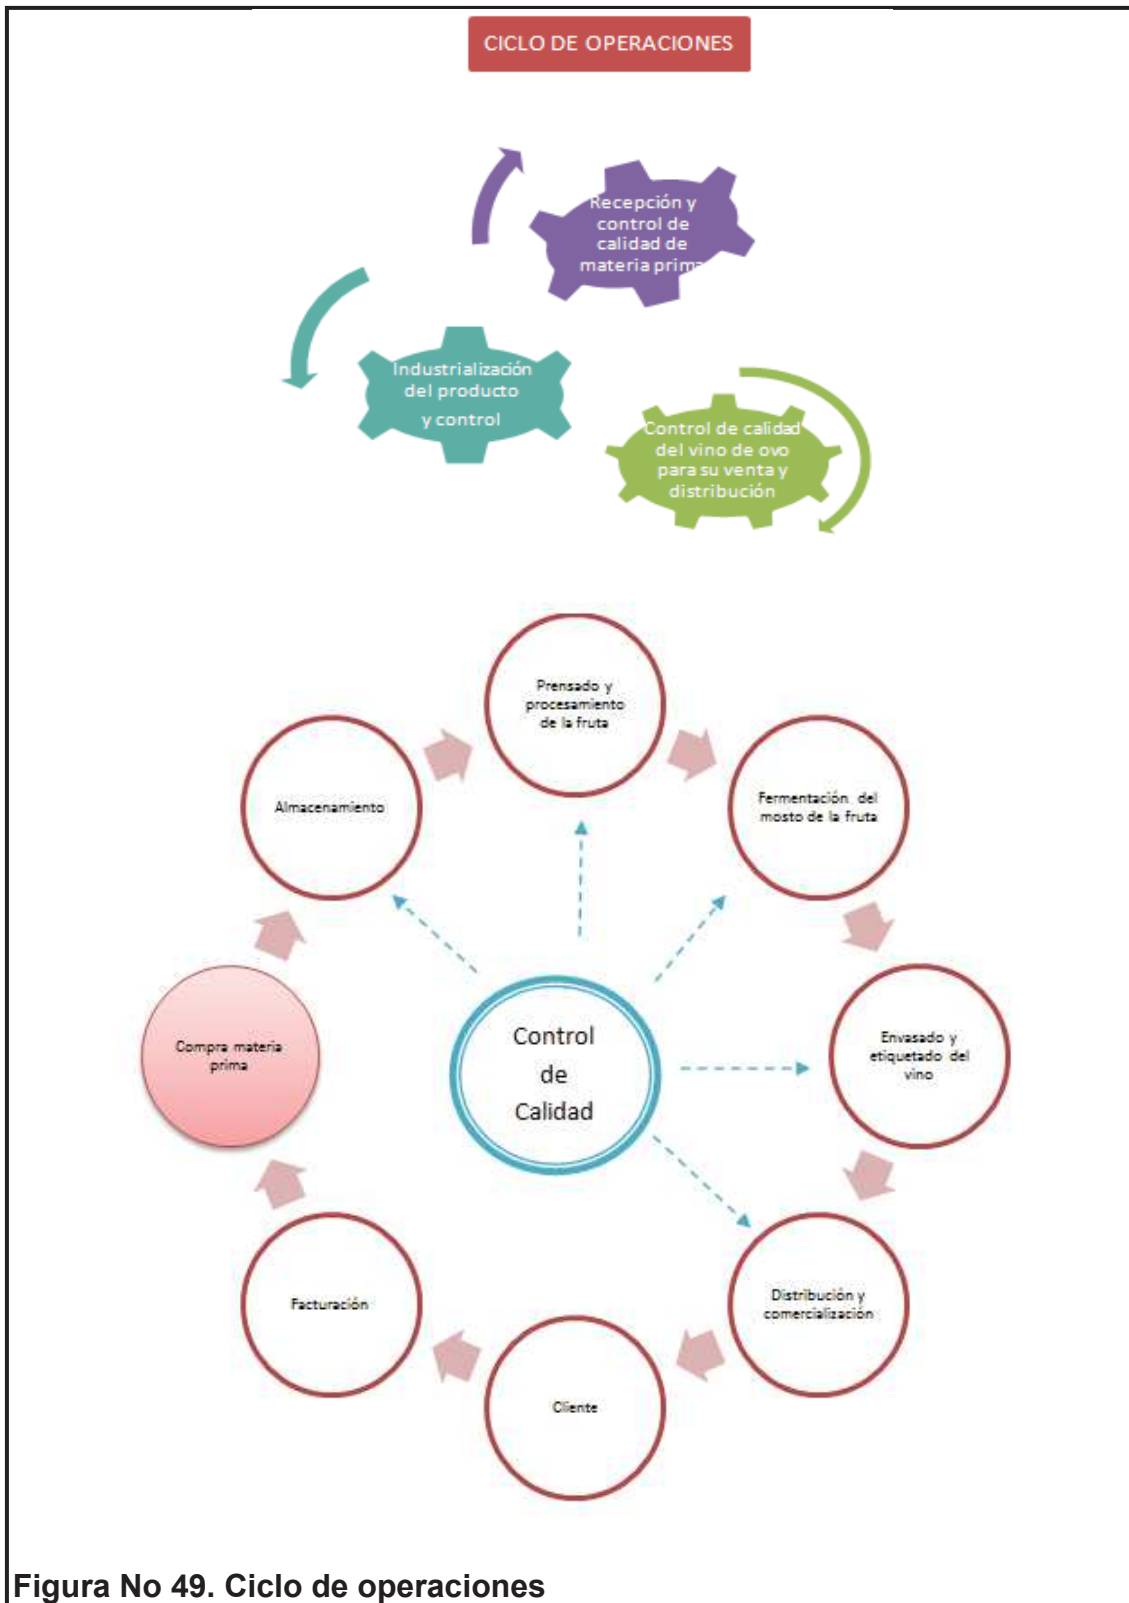 CICLO DE OPERACIONES
Recepción y
control de
calidad de
materia prima
Industrialización
del producto
y control
Control de calidad
del vino de ovo
para su venta y
distribución
Prensado y
procesamiento
de la fruta
Almacenamiento
Fermentación del
mosto de la fruta
Compra materia
prima
Control
de
Calidad
Envasado y
etiquetado del
vino
Facturación
Distribución y
comercialización
Cliente
Figura No 49. Ciclo de operaciones